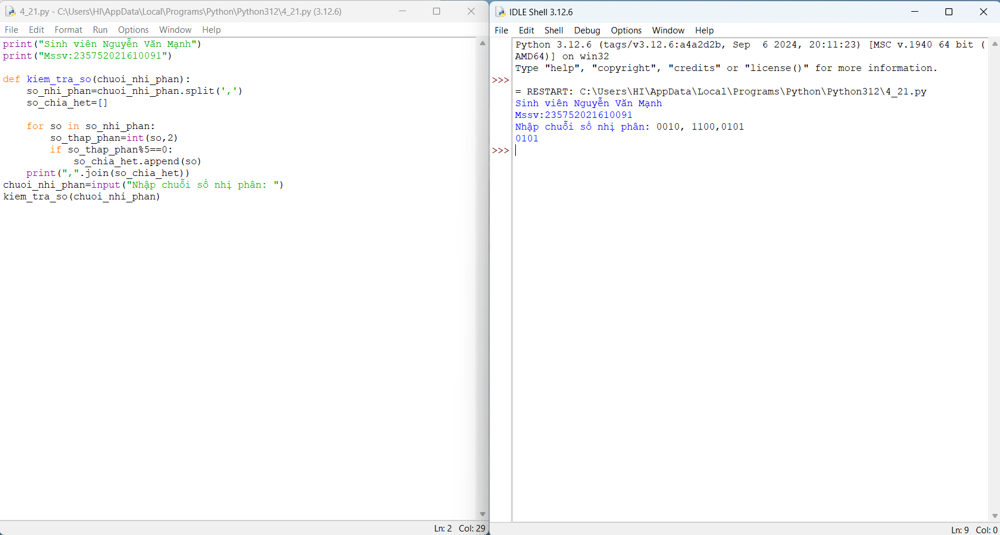 4_21.py - C:\Users\HI\AppData\Local\Programs\Python\Python312\4_21.py (3.12.6)
File Edit Format Run Options Window Help
print("Sinh viên Nguyễn Văn Mạnh")
print("Mssv:235752021610091")
def kiem_tra_so(chuoi_nhi_phan):
    so_nhi_phan=chuoi_nhi_phan.split(',')
    so_chia_het=[]
    for so in so_nhi_phan:
        so_thap_phan=int(so,2)
        if so_thap_phan%5==0:
            so_chia_het.append(so)
    print(",".join(so_chia_het))
chuoi_nhi_phan=input("Nhập chuỗi số nhị phân: ")
kiem_tra_so(chuoi_nhi_phan)
Ln: 2 Col: 29
IDLE Shell 3.12.6
File Edit Shell Debug Options Window Help
Python 3.12.6 (tags/v3.12.6:a4a2d2b, Sep  6 2024, 20:11:23) [MSC v.1940 64 bit (
AMD64)] on win32
Type "help", "copyright", "credits" or "license()" for more information.
>>>
= RESTART: C:\Users\HI\AppData\Local\Programs\Python\Python312\4_21.py
Sinh viên Nguyễn Văn Mạnh
Mssv:235752021610091
Nhập chuỗi số nhị phân: 0010, 1100,0101
0101
>>>
Ln: 9 Col: 0